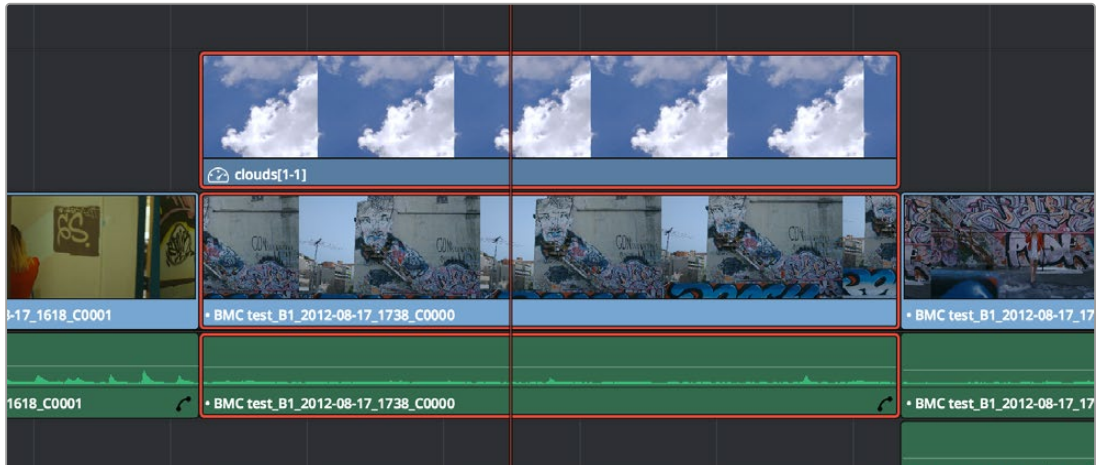 clouds[1-1]
3-17_1618_C0001
• BMC test_B1_2012-08-17_1738_C0000
• BMC test_B1_2012-08-17_17
1618_C0001
• BMC test_B1_2012-08-17_1738_C0000
• BMC test_B1_2012-08-17_17